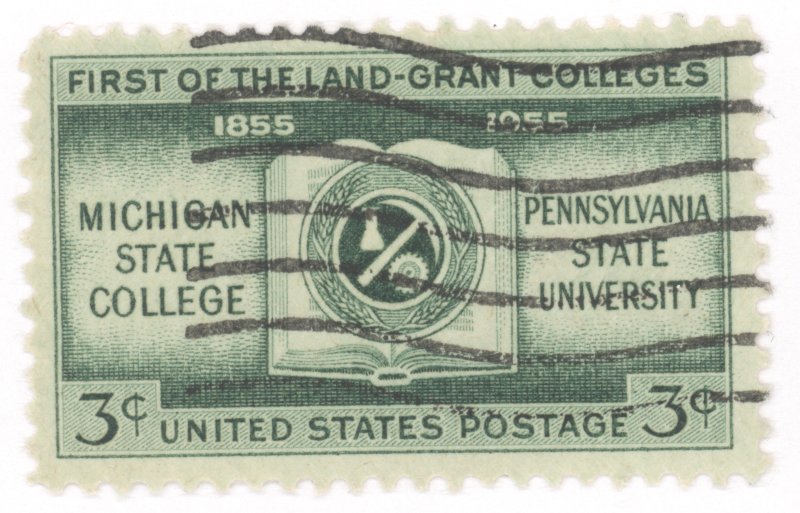 FIRST OF THE LAND-GRANT COLLEGES
1855 1955
MICHIGAN
STATE
COLLEGE
PENNSYLVANIA
STATE
UNIVERSITY
3¢ UNITED STATES POSTAGE 3¢